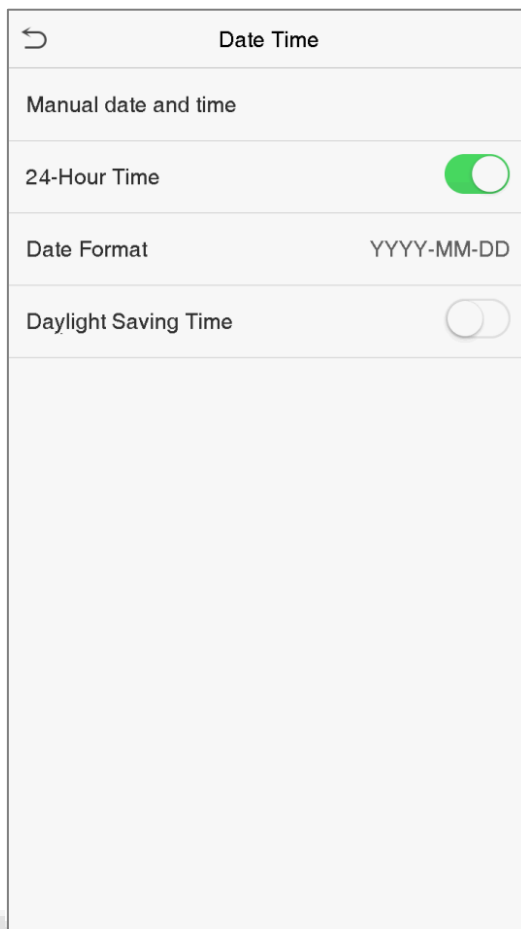 Date Time
Manual date and time
24-Hour Time
Date Format YYYY-MM-DD
Daylight Saving Time